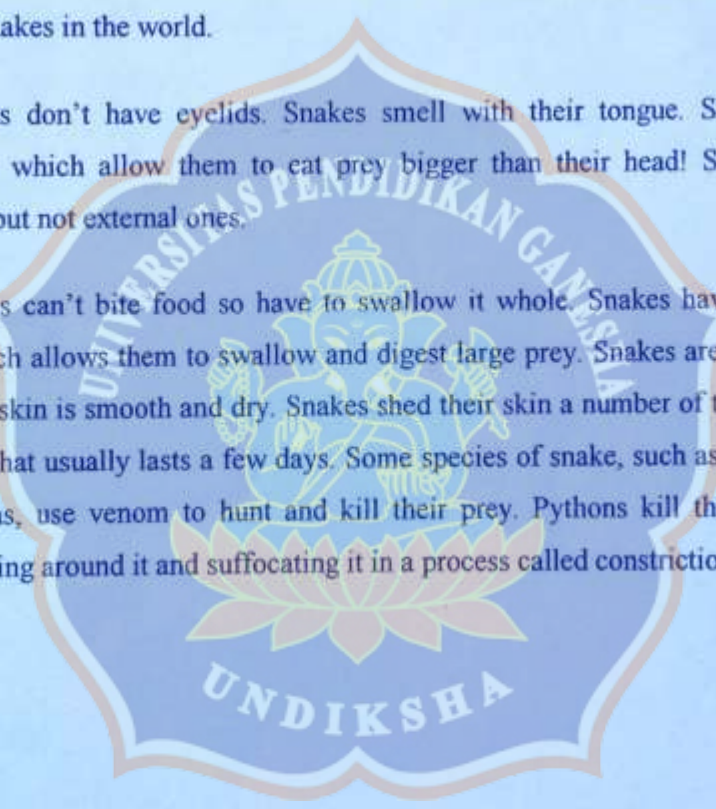 akes in the world.
s don't have eyelids. Snakes smell with their tongue. S
which allow them to eat prey bigger than their head! S
out not external ones.
s can't bite food so have to swallow it whole. Snakes hav
ch allows them to swallow and digest large prey. Snakes are
skin is smooth and dry. Snakes shed their skin a number of t
hat usually lasts a few days. Some species of snake, such as
as, use venom to hunt and kill their prey. Pythons kill th
ing around it and suffocating it in a process called constrictio
UNIVERSITAS PENDIDIKAN GANESHA
UNDIKSHA